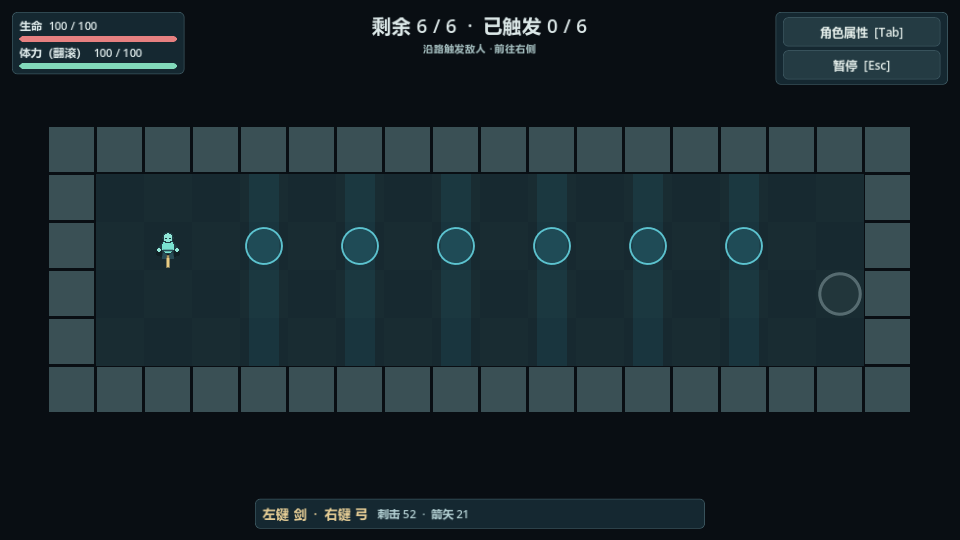 生命 100 / 100
体力（翻滚） 100 / 100
剩余 6 / 6 · 已触发 0 / 6
沿路触发敌人 · 前往右侧
角色属性 [Tab]
暂停 [Esc]
左键 剑 · 右键 弓 刺击 52 · 箭矢 21